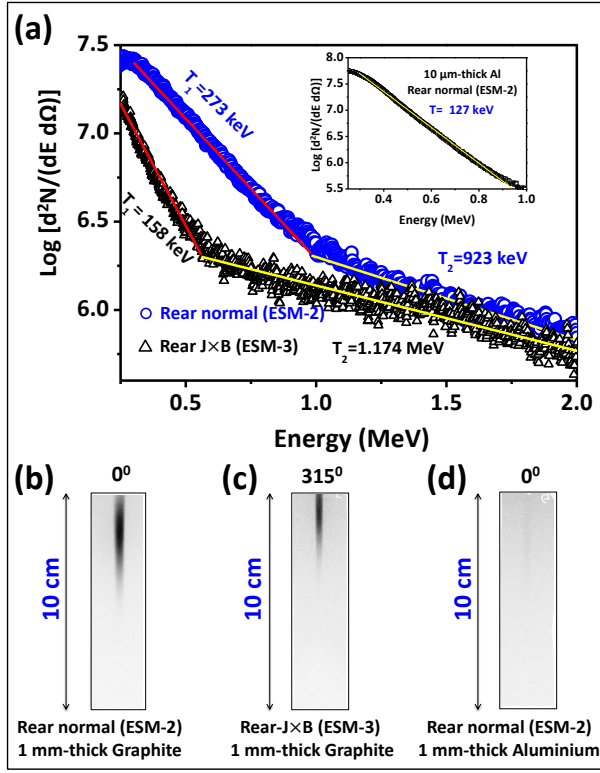 (a)
Log [d²N/(dE dΩ)]
7.5
7.0
6.5
6.0
0.5
1.0
1.5
2.0
Energy (MeV)
T₁=273 keV
T₁=158 keV
T₂=923 keV
T₂=1.174 MeV
Rear normal (ESM-2)
Rear J×B (ESM-3)
Log [d²N/(dE dΩ)]
8.0
7.5
7.0
6.5
6.0
5.5
0.4
0.6
0.8
1.0
Energy (MeV)
10 μm-thick Al
Rear normal (ESM-2)
T= 127 keV
(b)
0⁰
10 cm
Rear normal (ESM-2)
1 mm-thick Graphite
(c)
315⁰
10 cm
Rear-J×B (ESM-3)
1 mm-thick Graphite
(d)
0⁰
10 cm
Rear normal (ESM-2)
1 mm-thick Aluminium